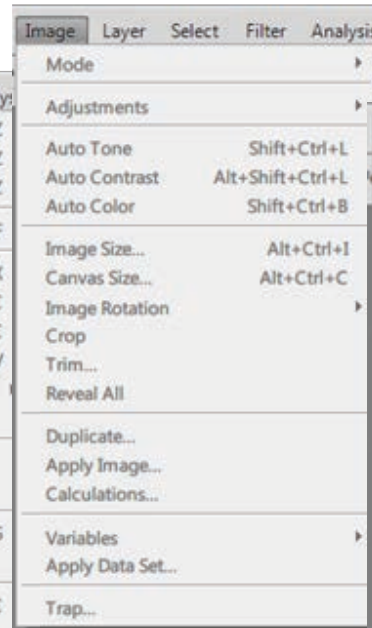 Image Layer Select Filter Analysis
Mode
Adjustments
Auto Tone Shift+Ctrl+L
Auto Contrast Alt+Shift+Ctrl+L
Auto Color Shift+Ctrl+B
Image Size... Alt+Ctrl+I
Canvas Size... Alt+Ctrl+C
Image Rotation
Crop
Trim...
Reveal All
Duplicate...
Apply Image...
Calculations...
Variables
Apply Data Set...
Trap...